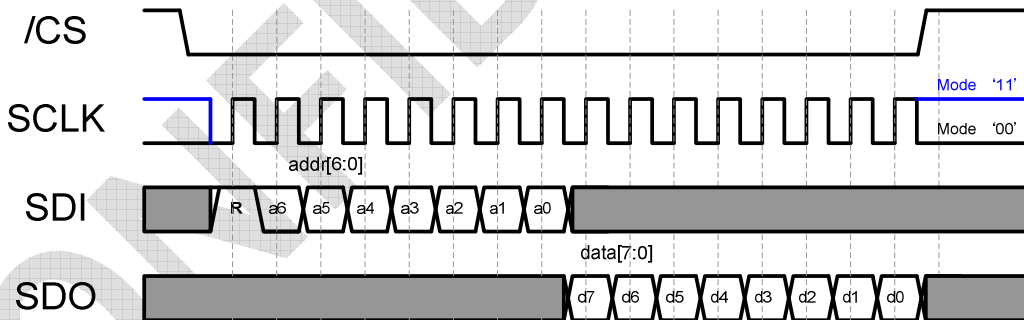 /CS
Mode '11'
SCLK
Mode '00'
addr[6:0]
SDI R a6 a5 a4 a3 a2 a1 a0
data[7:0]
SDO d7 d6 d5 d4 d3 d2 d1 d0